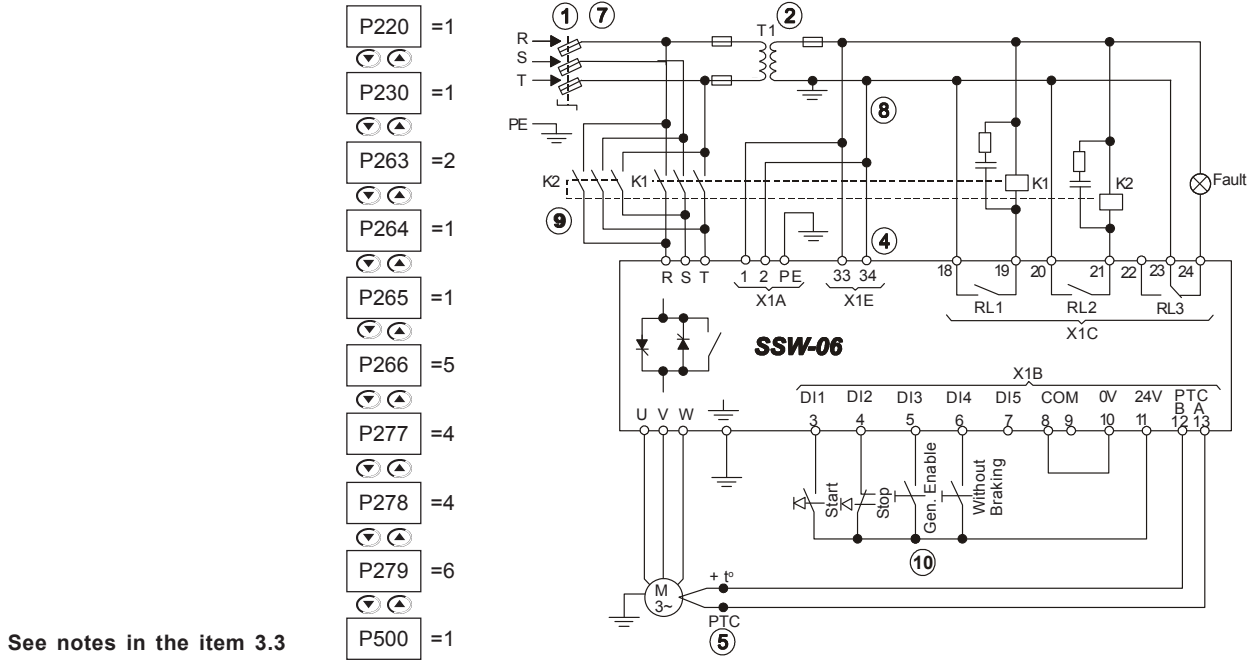 P220 =1
P230 =1
P263 =2
P264 =1
P265 =1
P266 =5
P277 =4
P278 =4
P279 =6
P500 =1
See notes in the item 3.3
1 7 2
T1
R
S
T
8
PE
K2 K1 K1 K2 Fault
9
4
R S T 1 2 PE 33 34 18 19 20 21 22 23 24
X1A X1E RL1 RL2 RL3
X1C
SSW-06
X1B
DI1 DI2 DI3 DI4 DI5 COM 0V 24V PTC
B A
U V W 3 4 5 6 7 8 9 10 11 12 13
Start
Stop
Gen. Enable
Without
Braking
10
M
3~
+ tº
PTC
5